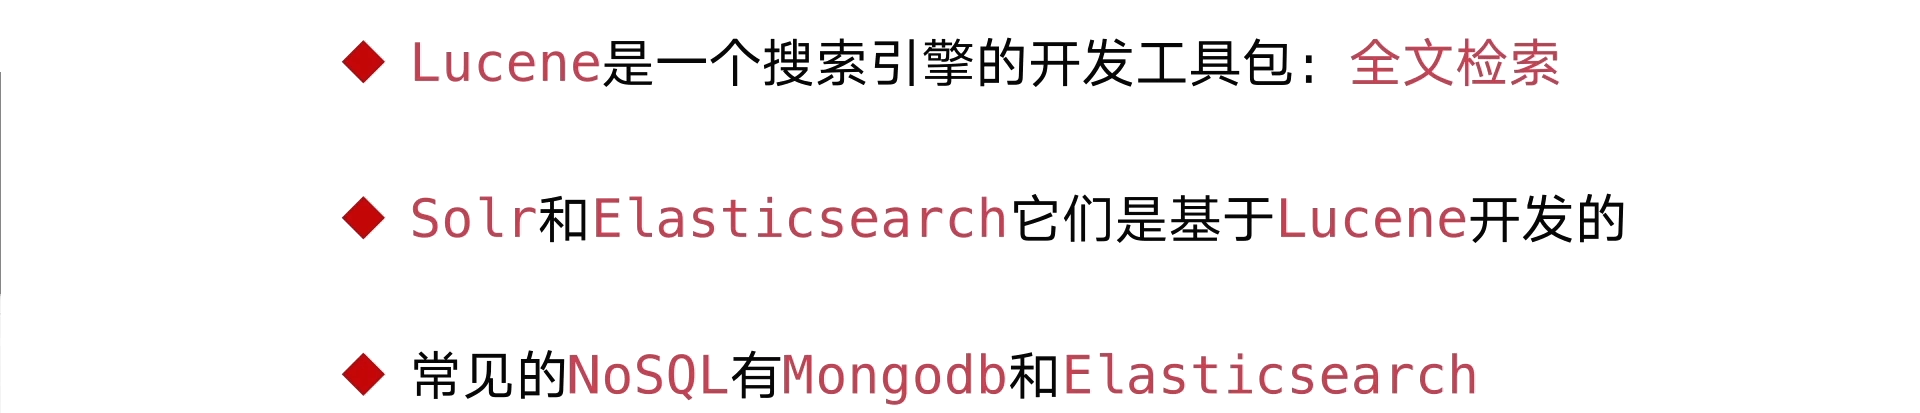 Lucene是一个搜索引擎的开发工具包: 全文检索
Solr和Elasticsearch它们是基于Lucene开发的
常见的NoSQL有Mongodb和Elasticsearch